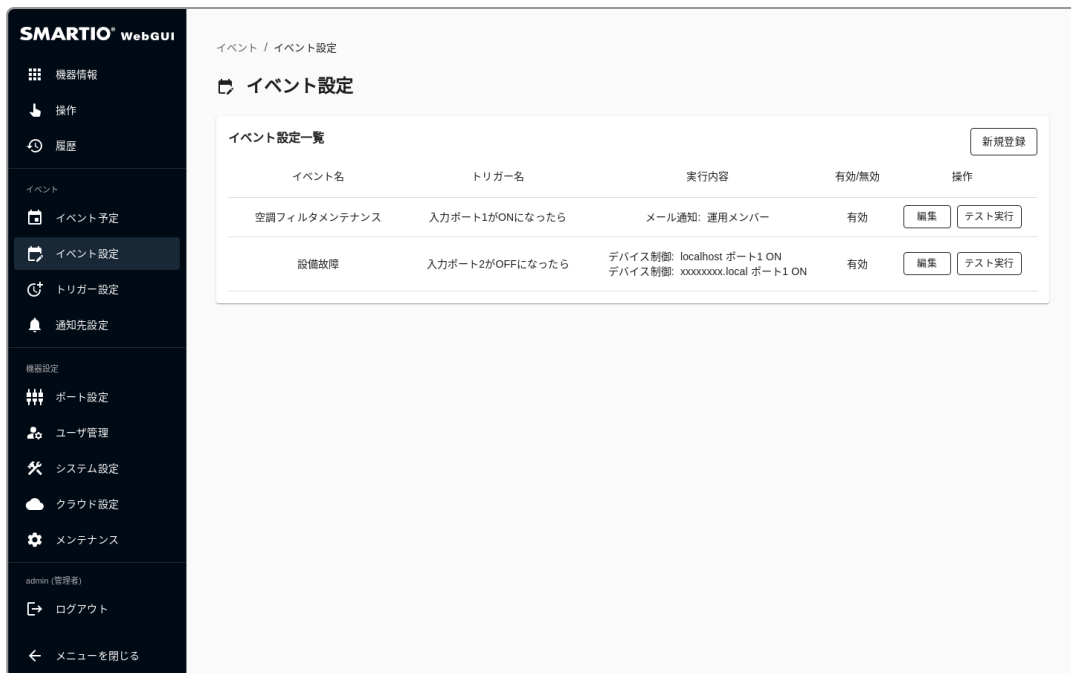 SMARTIO® WebGUI
機器情報
操作
履歴
イベント
イベント予定
イベント設定
トリガー設定
通知先設定
機器設定
ポート設定
ユーザ管理
システム設定
クラウド設定
メンテナンス
admin (管理者)
ログアウト
メニューを閉じる
イベント / イベント設定
イベント設定
イベント設定一覧
新規登録
イベント名 トリガー名 実行内容 有効/無効 操作
空調フィルタメンテナンス 入力ポート1がONになったら メール通知: 運用メンバー 有効 編集 テスト実行
設備故障 入力ポート2がOFFになったら デバイス制御: localhost ポート1 ON 有効 編集 テスト実行
デバイス制御: xxxxxxxx.local ポート1 ON